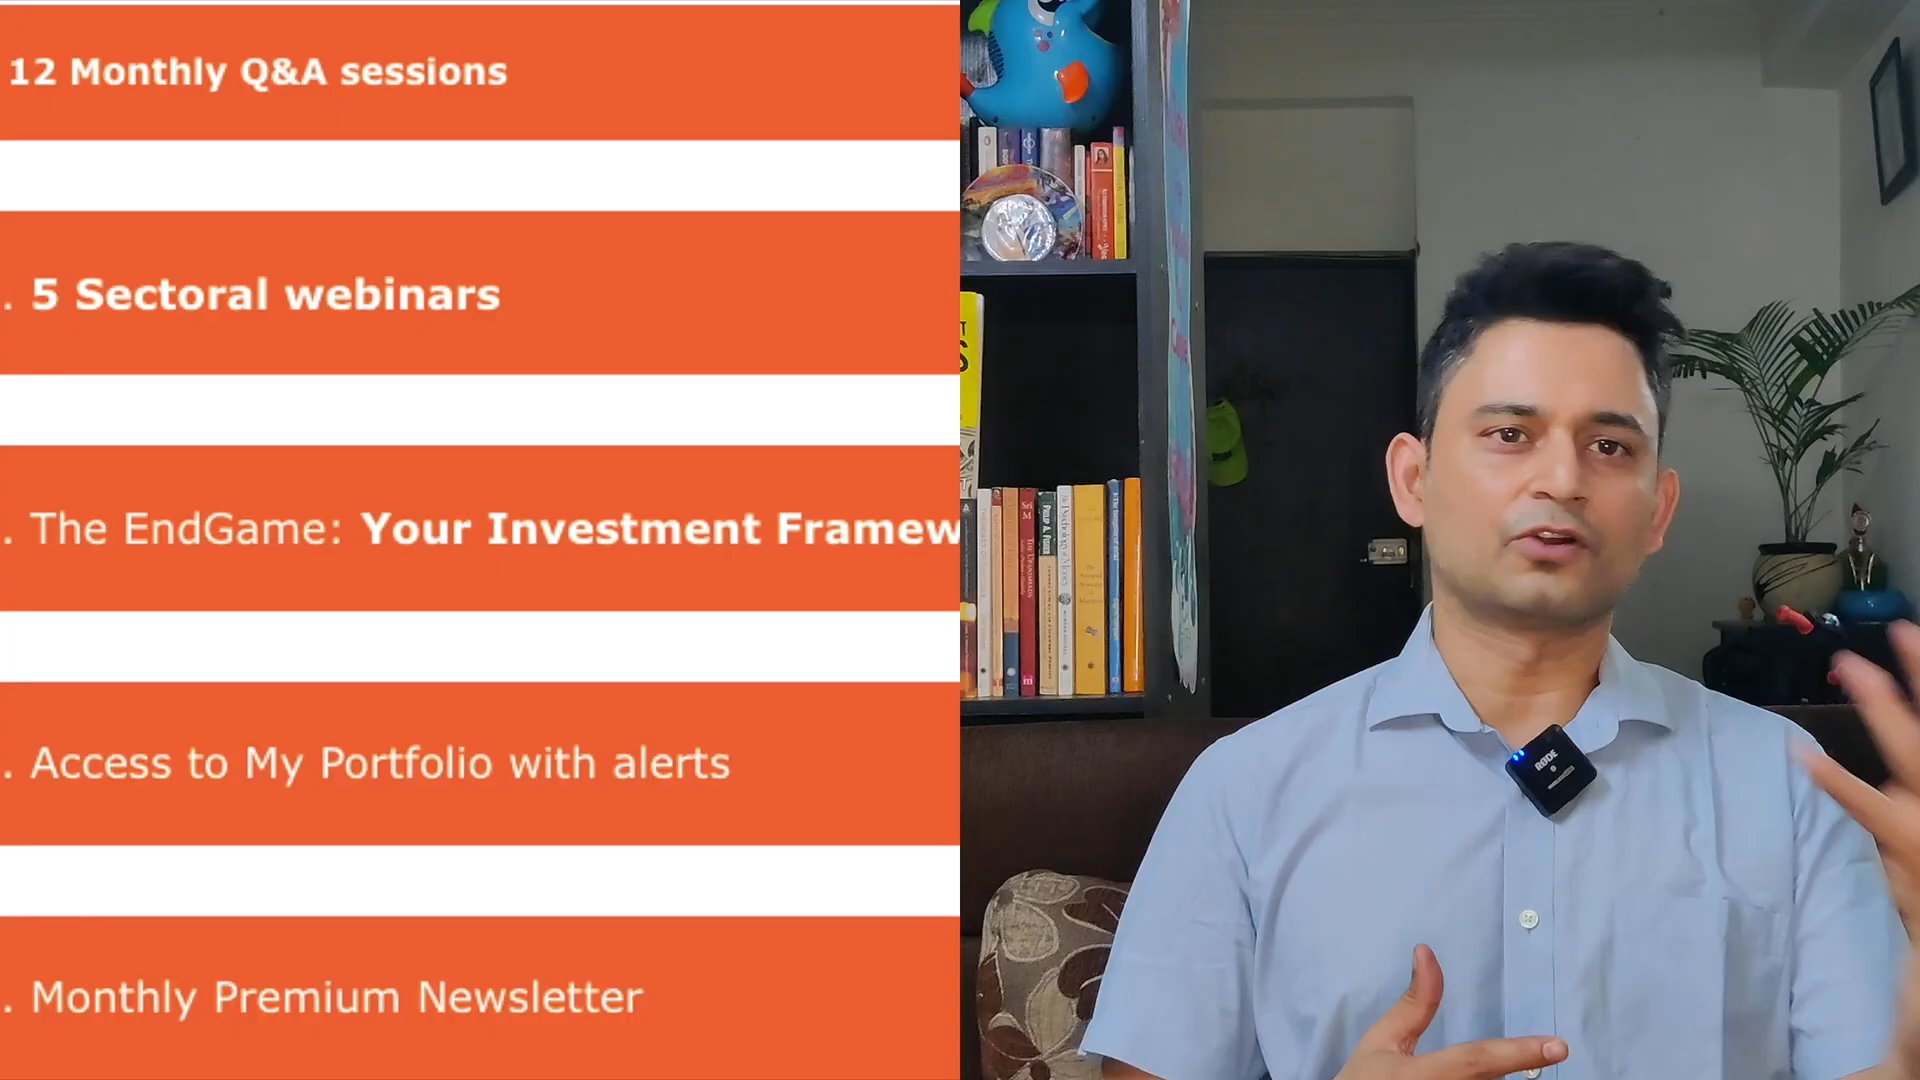 12 Monthly Q&A sessions
. 5 Sectoral webinars
. The EndGame: Your Investment Framew
. Access to My Portfolio with alerts
. Monthly Premium Newsletter
RØDE